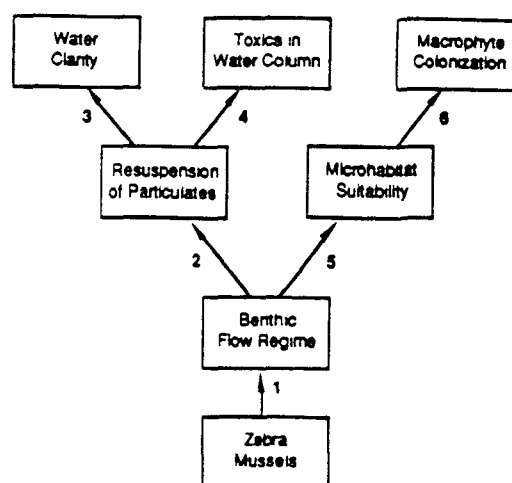 Water
Clarity
Toxics in
Water Column
Macrophyte
Colonization
3
4
6
Resuspension
of Particulates
Microhabitat
Suitability
2
5
Benthic
Flow Regime
1
Zebra
Mussels